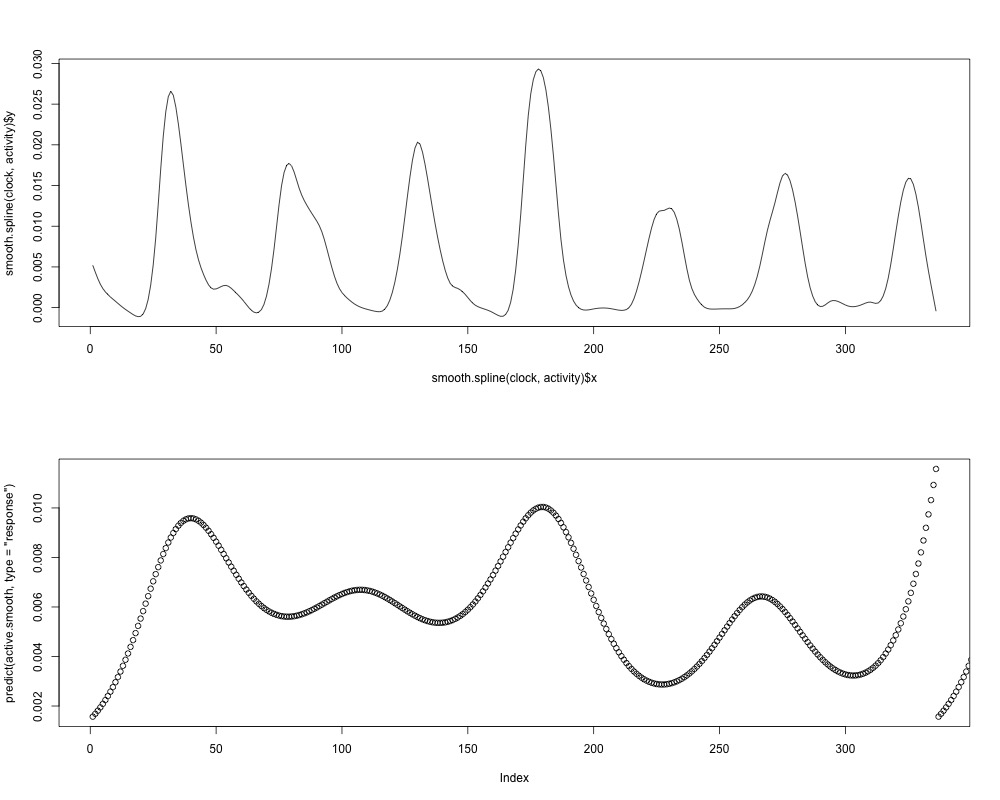 smooth.spline(clock, activity)$y
0.030
0.025
0.020
0.015
0.010
0.005
0.000
0 50 100 150 200 250 300
smooth.spline(clock, activity)$x
predict(active.smooth, type = "response")
0.010
0.008
0.006
0.004
0.002
0 50 100 150 200 250 300
Index